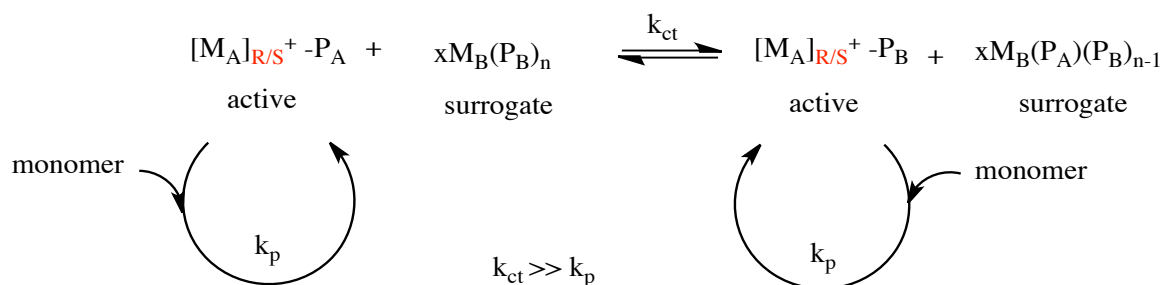 [M_A]_R/S^+ -P_A + xM_B(P_B)_n k_ct [M_A]_R/S^+ -P_B + xM_B(P_A)(P_B)_n-1
active surrogate active surrogate
monomer monomer
k_p k_ct >> k_p k_p